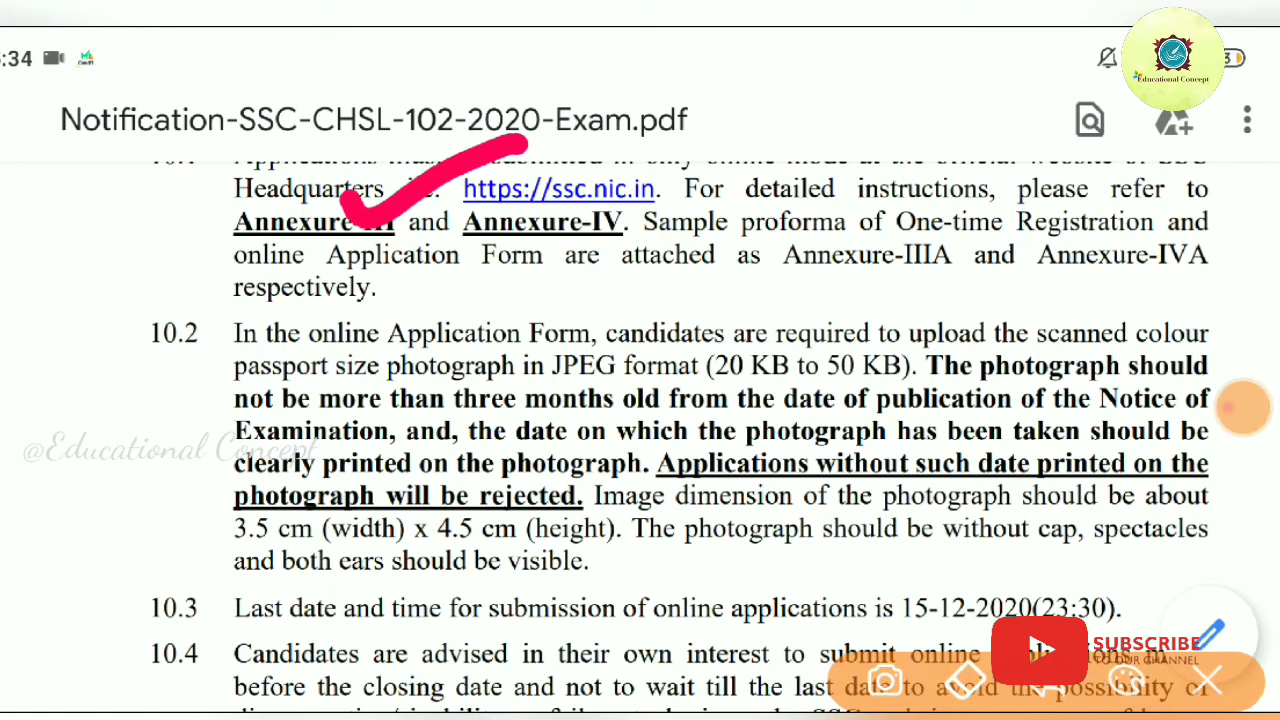 :34
Educational Concept
Notification-SSC-CHSL-102-2020-Exam.pdf
Headquarters https://ssc.nic.in. For detailed instructions, please refer to
Annexure-III and Annexure-IV. Sample proforma of One-time Registration and
online Application Form are attached as Annexure-IIIA and Annexure-IVA
respectively.
10.2 In the online Application Form, candidates are required to upload the scanned colour
passport size photograph in JPEG format (20 KB to 50 KB). The photograph should
not be more than three months old from the date of publication of the Notice of
Examination, and, the date on which the photograph has been taken should be
@Educational Concept
clearly printed on the photograph. Applications without such date printed on the
photograph will be rejected. Image dimension of the photograph should be about
3.5 cm (width) x 4.5 cm (height). The photograph should be without cap, spectacles
and both ears should be visible.
10.3 Last date and time for submission of online applications is 15-12-2020(23:30).
10.4 Candidates are advised in their own interest to submit online
SUBSCRIBE
TO OUR CHANNEL
before the closing date and not to wait till the last date to avoid the possibility of